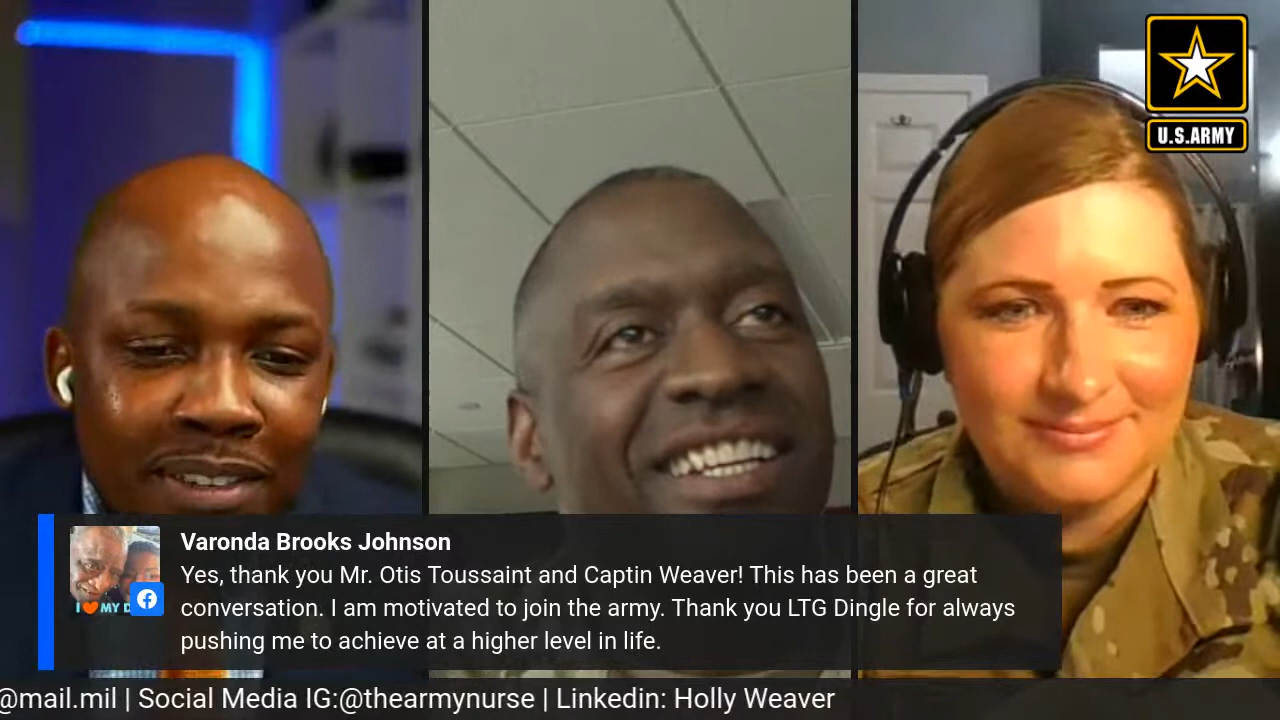 U.S.ARMY
Varonda Brooks Johnson
Yes, thank you Mr. Otis Toussaint and Captin Weaver! This has been a great
conversation. I am motivated to join the army. Thank you LTG Dingle for always
pushing me to achieve at a higher level in life.
I MY D
@mail.mil | Social Media IG:@thearmynurse | Linkedin: Holly Weaver